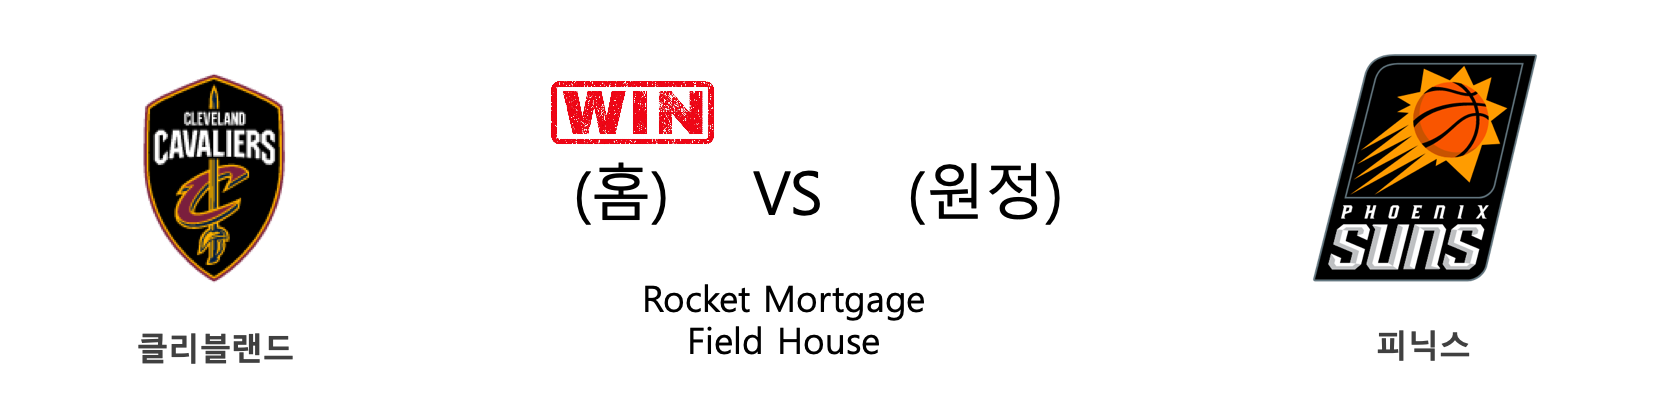 CLEVELAND
CAVALIERS
클리블랜드
WIN
(홈) VS (원정)
Rocket Mortgage
Field House
PHOENIX
SUNS
피닉스